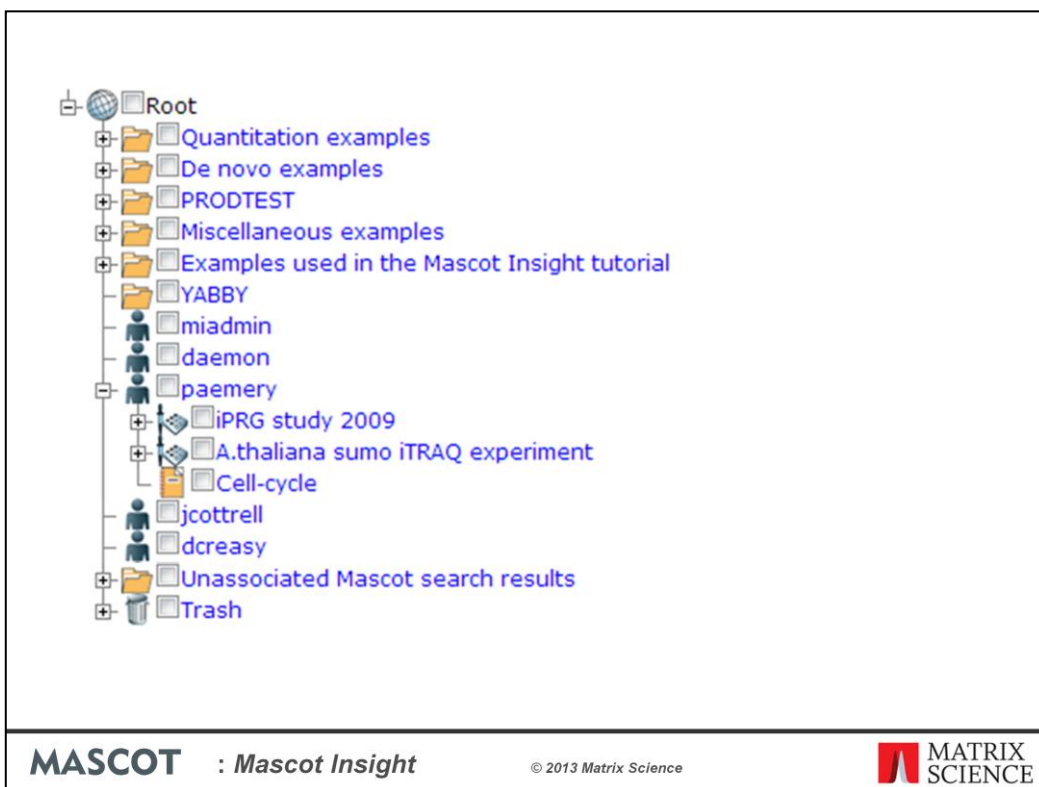 Root
Quantitation examples
De novo examples
PRODTEST
Miscellaneous examples
Examples used in the Mascot Insight tutorial
YABBY
miadmin
daemon
paemery
iPRG study 2009
A.thaliana sumo iTRAQ experiment
Cell-cycle
jcottrell
dcreasy
Unassociated Mascot search results
Trash
MASCOT : Mascot Insight © 2013 Matrix Science MATRIX
SCIENCE